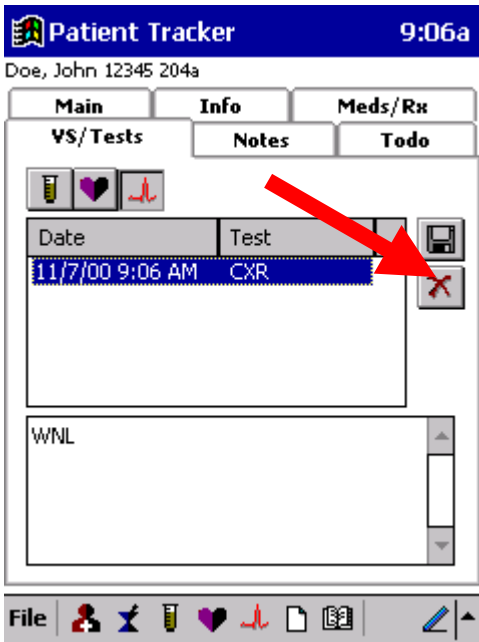 Patient Tracker 9:06a
Doe, John 12345 204a
Main Info Meds/Rx
VS/Tests Notes Todo
Date Test
11/7/00 9:06 AM CXR
WNL
File